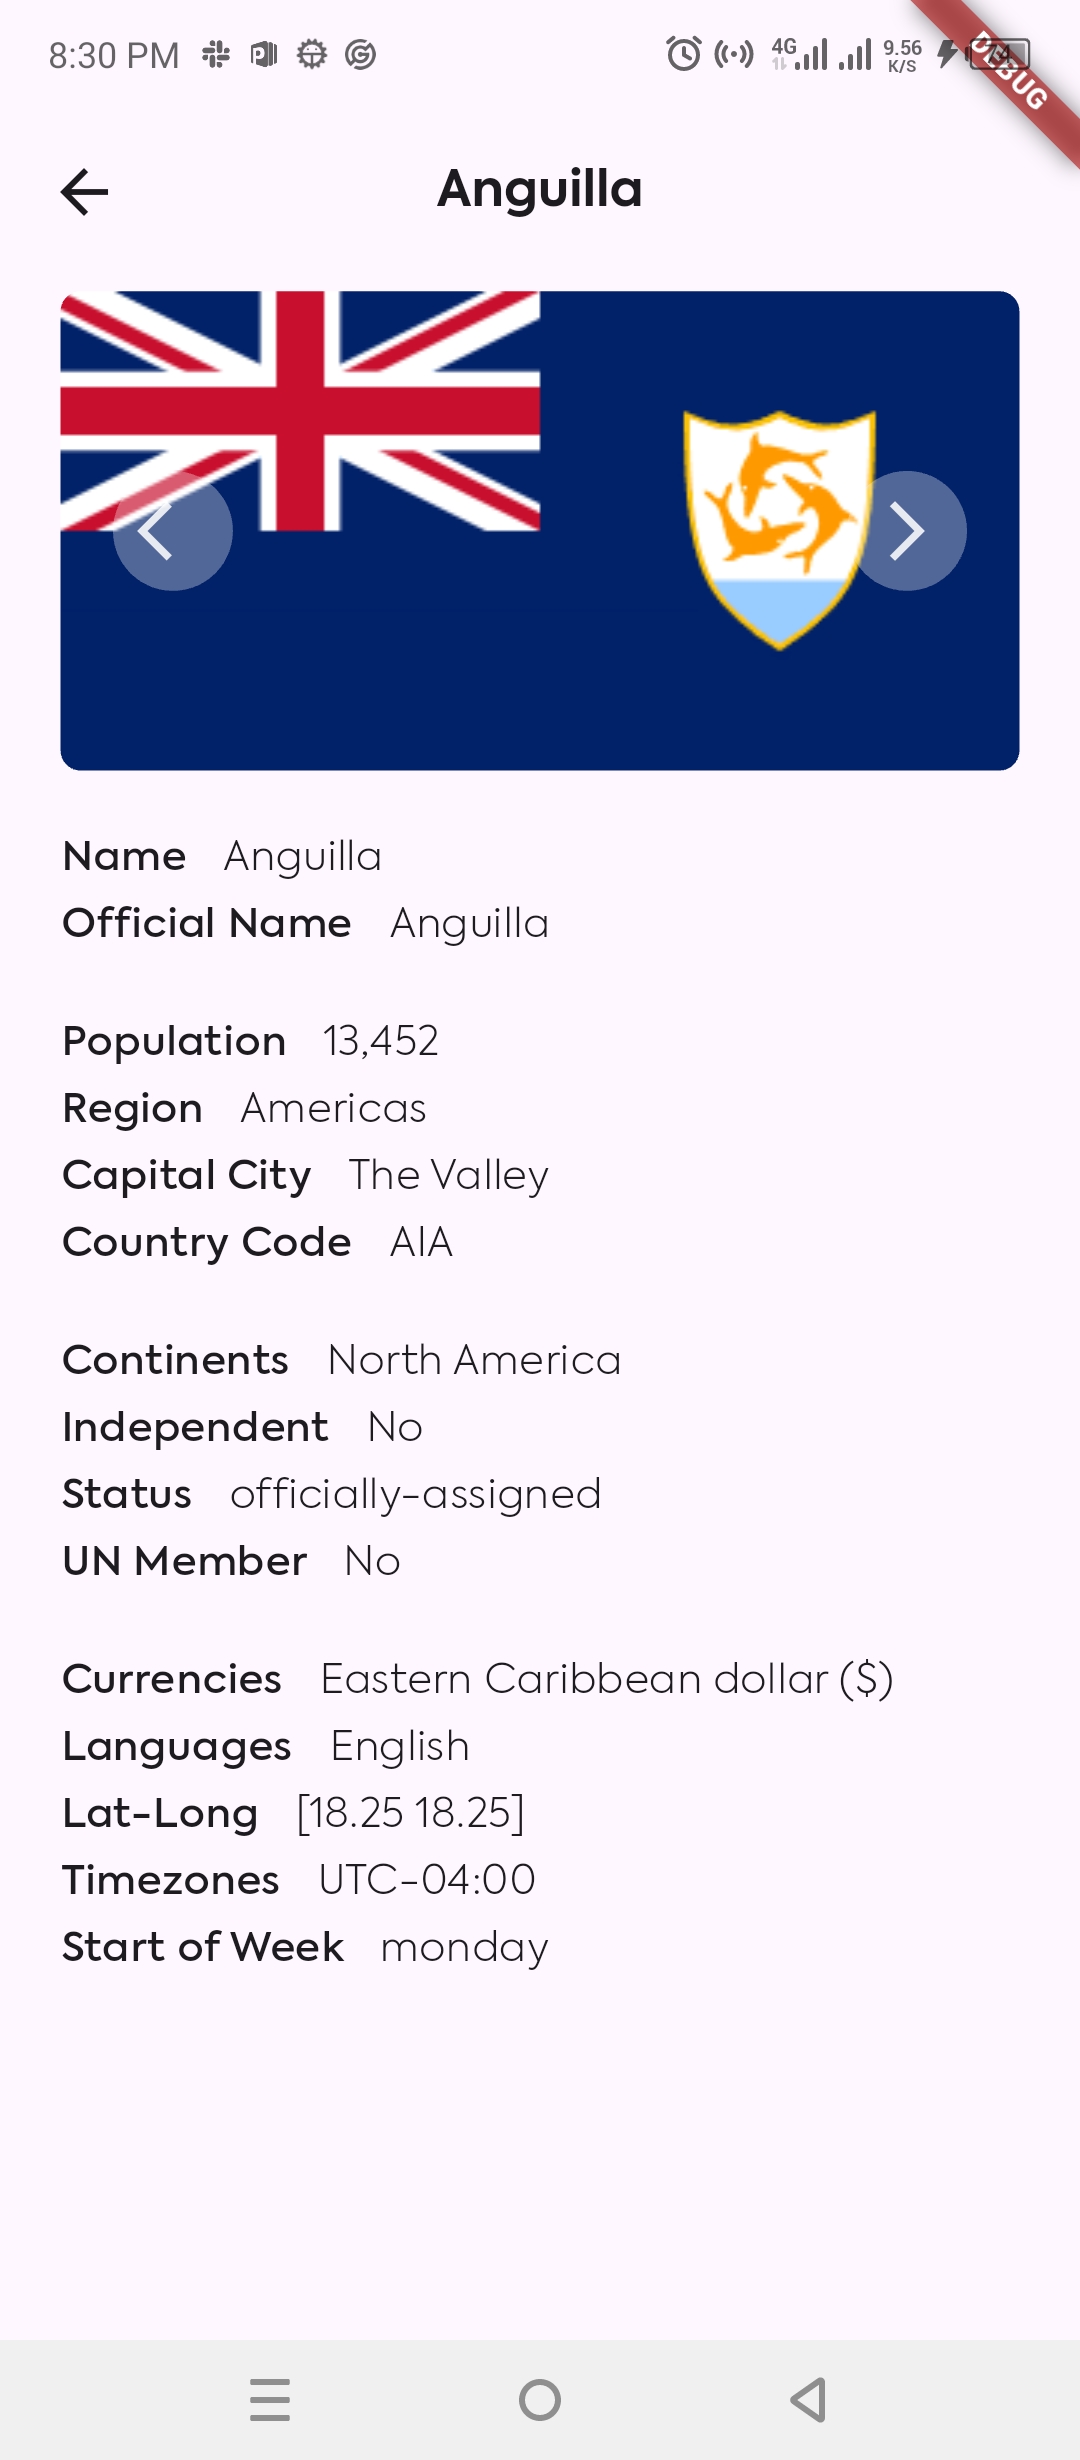 8:30 PM
4G
9.56
K/S
DEBUG
Anguilla
Name Anguilla
Official Name Anguilla
Population 13,452
Region Americas
Capital City The Valley
Country Code AIA
Continents North America
Independent No
Status officially-assigned
UN Member No
Currencies Eastern Caribbean dollar ($)
Languages English
Lat-Long [18.25 18.25]
Timezones UTC-04:00
Start of Week monday